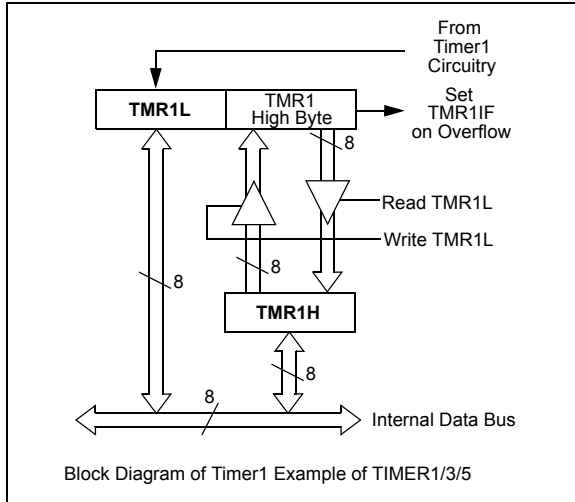 From
Timer1
Circuitry
TMR1L
TMR1
High Byte
Set
TMR1IF
on Overflow
8
Read TMR1L
Write TMR1L
8
8
TMR1H
8
8
Internal Data Bus
Block Diagram of Timer1 Example of TIMER1/3/5